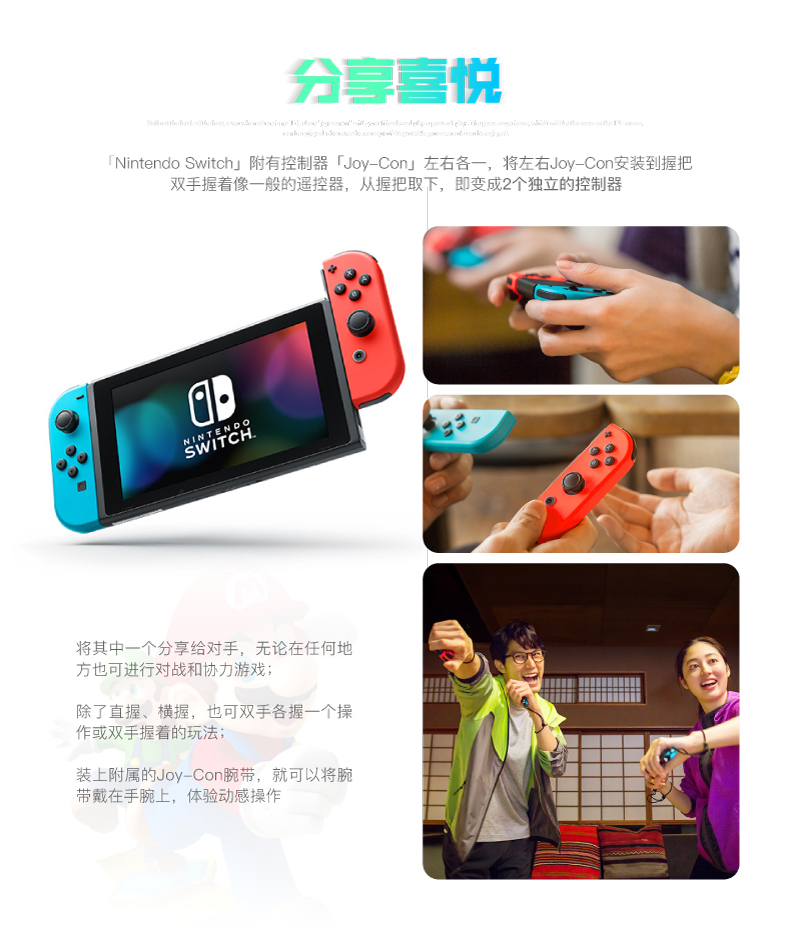 分享喜悦
「Nintendo Switch」附有控制器「Joy-Con」左右各一，将左右Joy-Con安装到握把
双手握着像一般的遥控器，从握把取下，即变成2个独立的控制器
NINTENDO
SWITCH™
将其中一个分享给对手，无论在任何地
方也可进行对战和协力游戏；
除了直握、横握，也可双手各握一个操
作或双手握着的玩法；
装上附属的Joy-Con腕带，就可以将腕
带戴在手腕上，体验动感操作